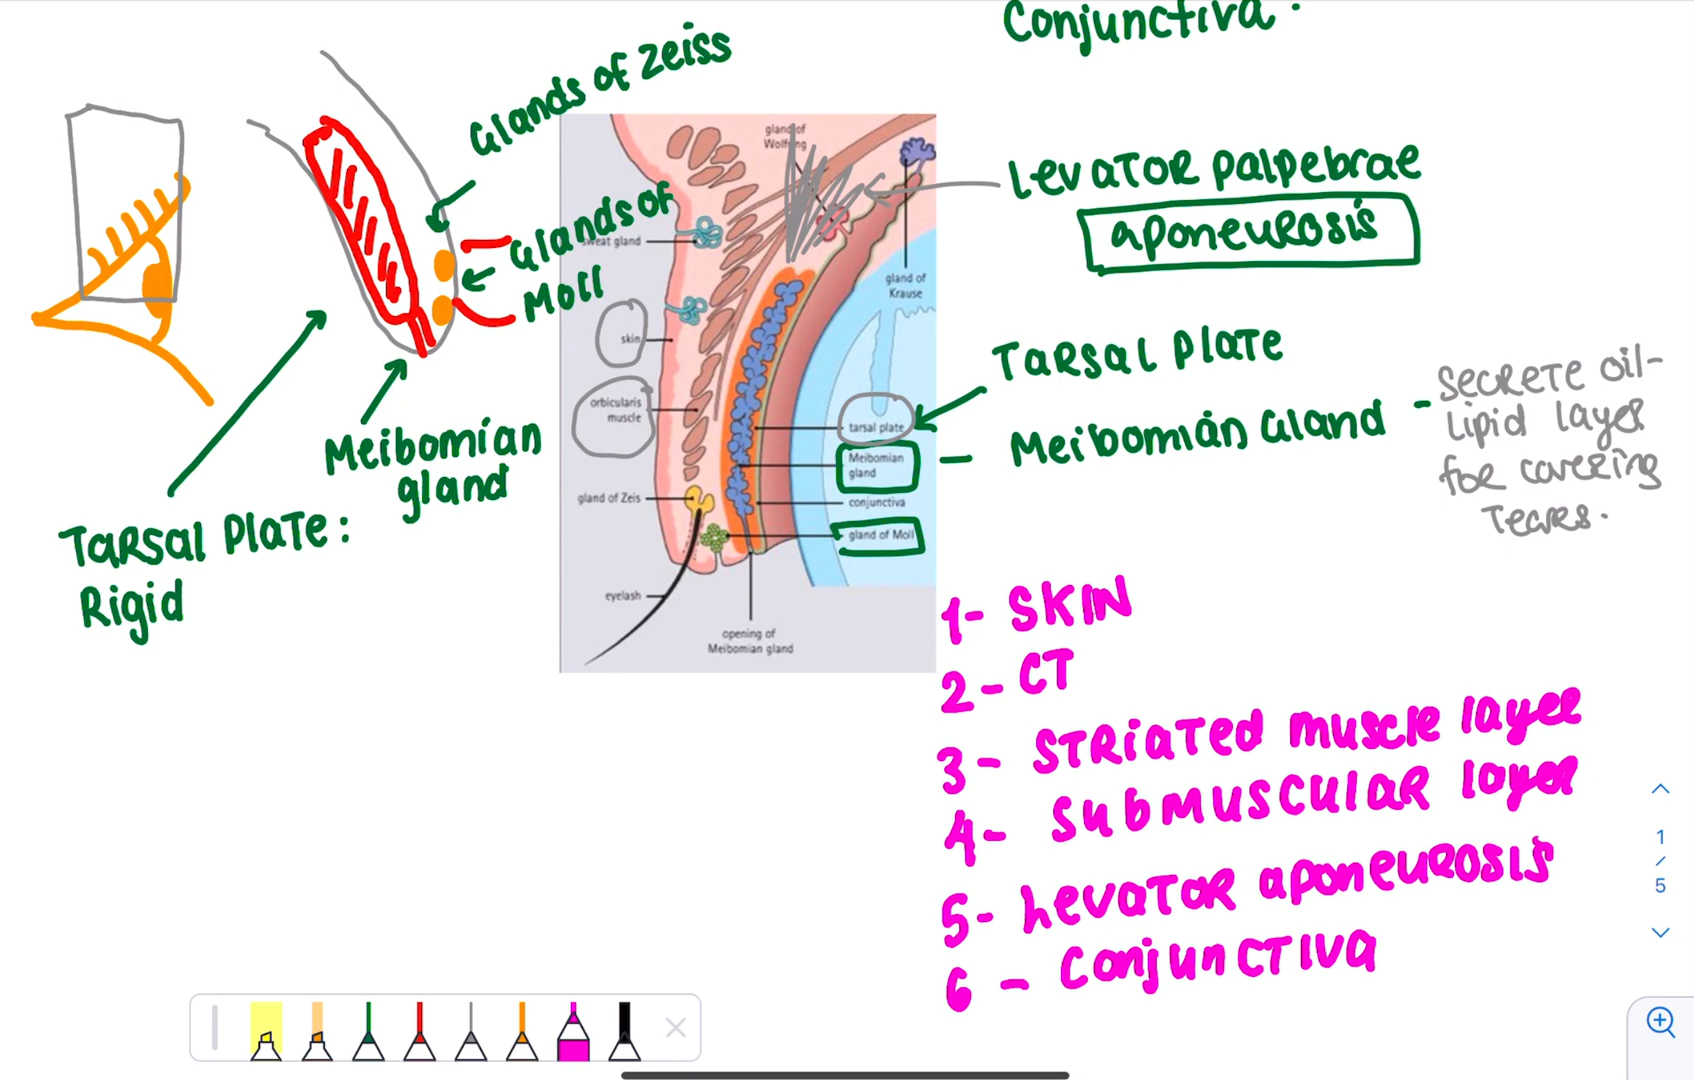 Conjunctiva.
Glands of Zeiss
Glands of
Moll
Meibomian
gland
Tarsal Plate:
Rigid
gland of
Wolfring
sweat gland
skin
orbicularis
muscle
gland of Zeis
eyelash
opening of
Meibomian gland
gland of
Krause
tarsal plate
Meibomian
gland
conjunctiva
gland of Moll
Levator palpebrae
aponeurosis
Tarsal plate
- Meibomian Gland -
Secrete oil-
Lipid layer
for covering
Tears.
1- SKIN
2- CT
3- Striated muscle layer
4- Submuscular layer
5- Levator aponeurosis
6- Conjunctiva
1
/
5